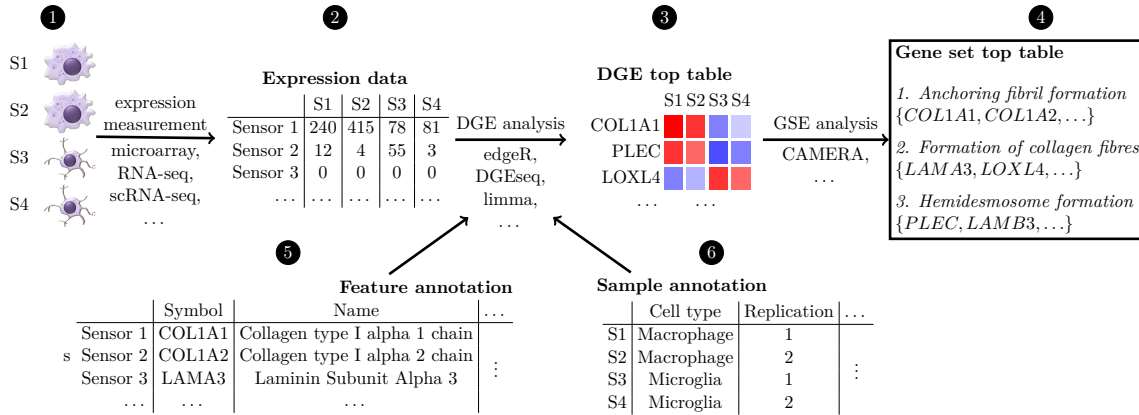 1
2
3
4
S1
S2
S3
S4
expression
measurement
microarray,
RNA-seq,
scRNA-seq,
. . .
Expression data
S1 S2 S3 S4
Sensor 1 240 415 78 81
Sensor 2 12 4 55 3
Sensor 3 0 0 0 0
. . . . . . . . . . . . . . .
DGE analysis
edgeR,
DGEseq,
limma,
. . .
DGE top table
S1 S2 S3 S4
COL1A1
PLEC
LOXL4
. . . . . .
GSE analysis
CAMERA,
. . .
Gene set top table
1. Anchoring fibril formation
{COL1A1, COL1A2, . . .}
2. Formation of collagen fibres
{LAMA3, LOXL4, . . .}
3. Hemidesmosome formation
{PLEC, LAMB3, . . .}
5
Feature annotation
Symbol Name . . .
Sensor 1 COL1A1 Collagen type I alpha 1 chain
s Sensor 2 COL1A2 Collagen type I alpha 2 chain ⋮
Sensor 3 LAMA3 Laminin Subunit Alpha 3
. . . . . . . . .
6
Sample annotation
Cell type Replication . . .
S1 Macrophage 1
S2 Macrophage 2 ⋮
S3 Microglia 1
S4 Microglia 2